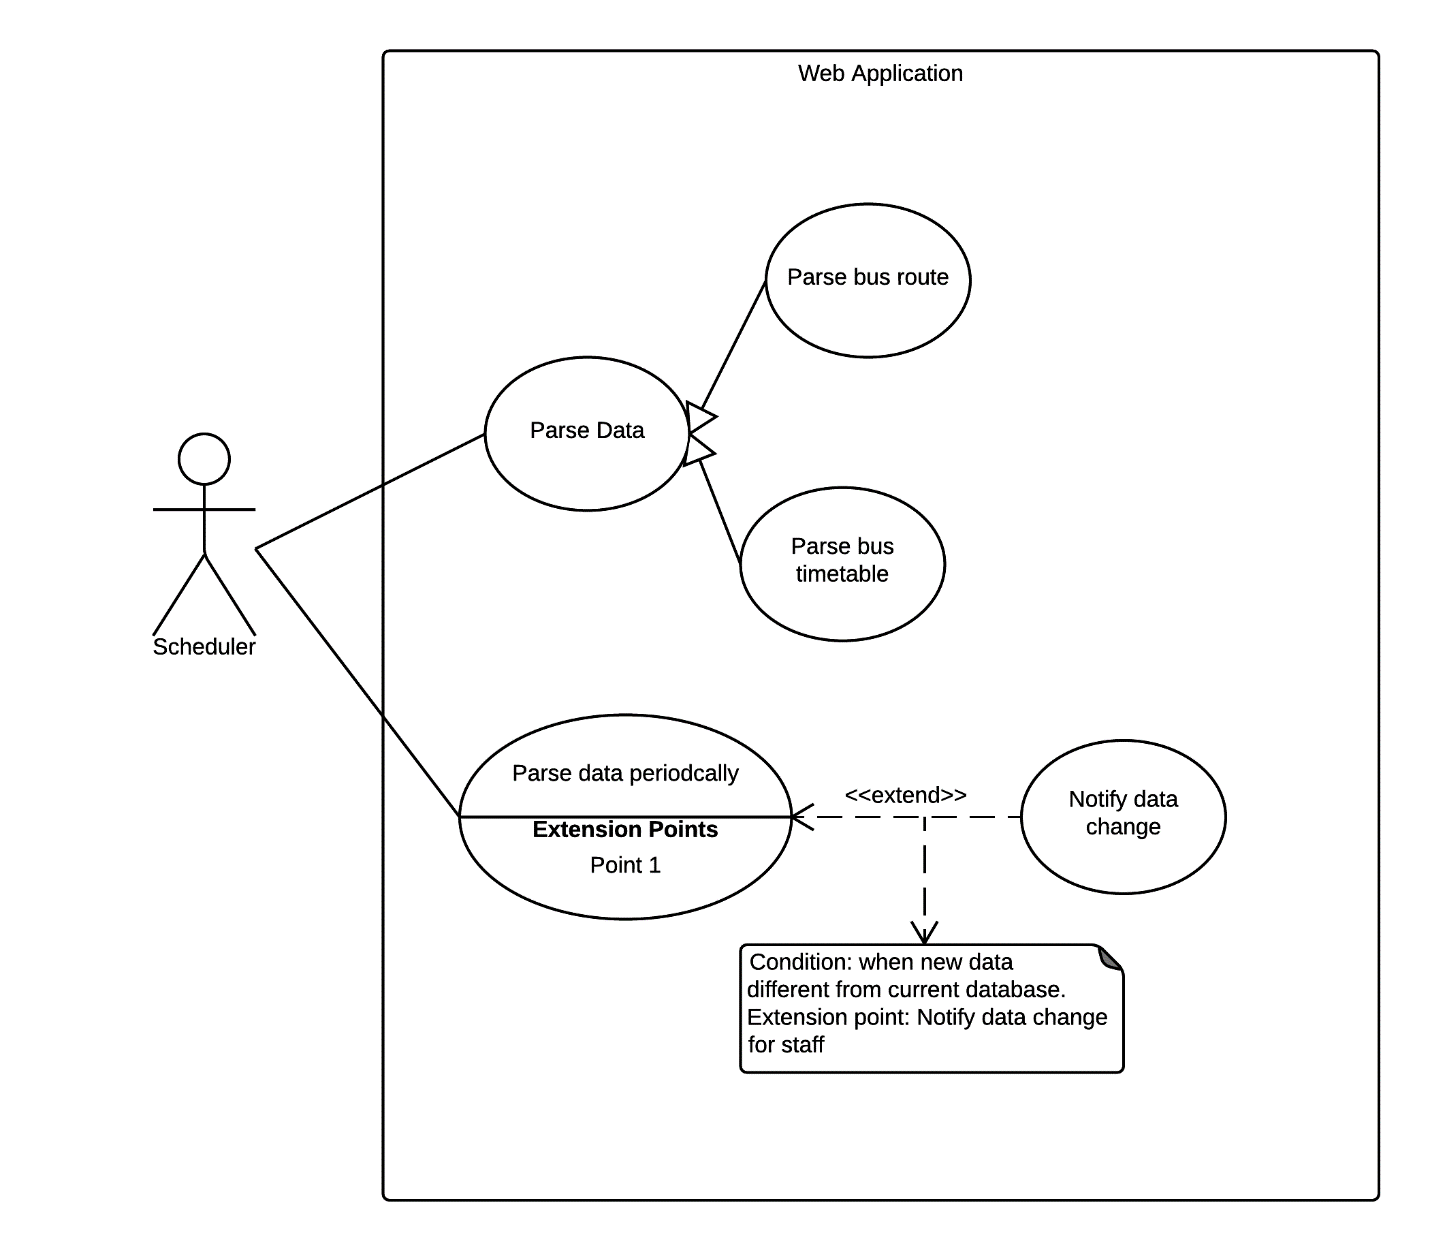 Web Application
Parse bus route
Parse Data
Parse bus
timetable
Scheduler
Parse data periodcally
Extension Points
Point 1
<<extend>>
Notify data
change
Condition: when new data
different from current database.
Extension point: Notify data change
for staff